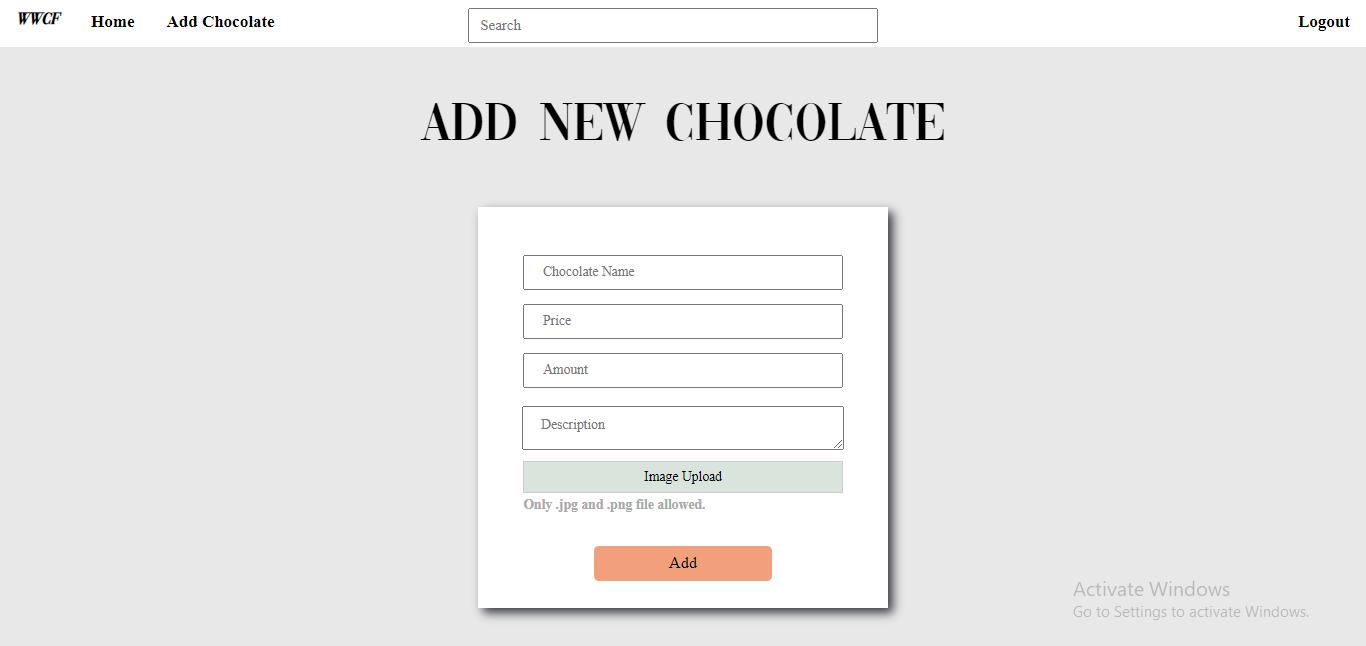 WWCF Home Add Chocolate Search Logout
ADD NEW CHOCOLATE
Chocolate Name
Price
Amount
Description
Image Upload
Only .jpg and .png file allowed.
Add
Activate Windows
Go to Settings to activate Windows.